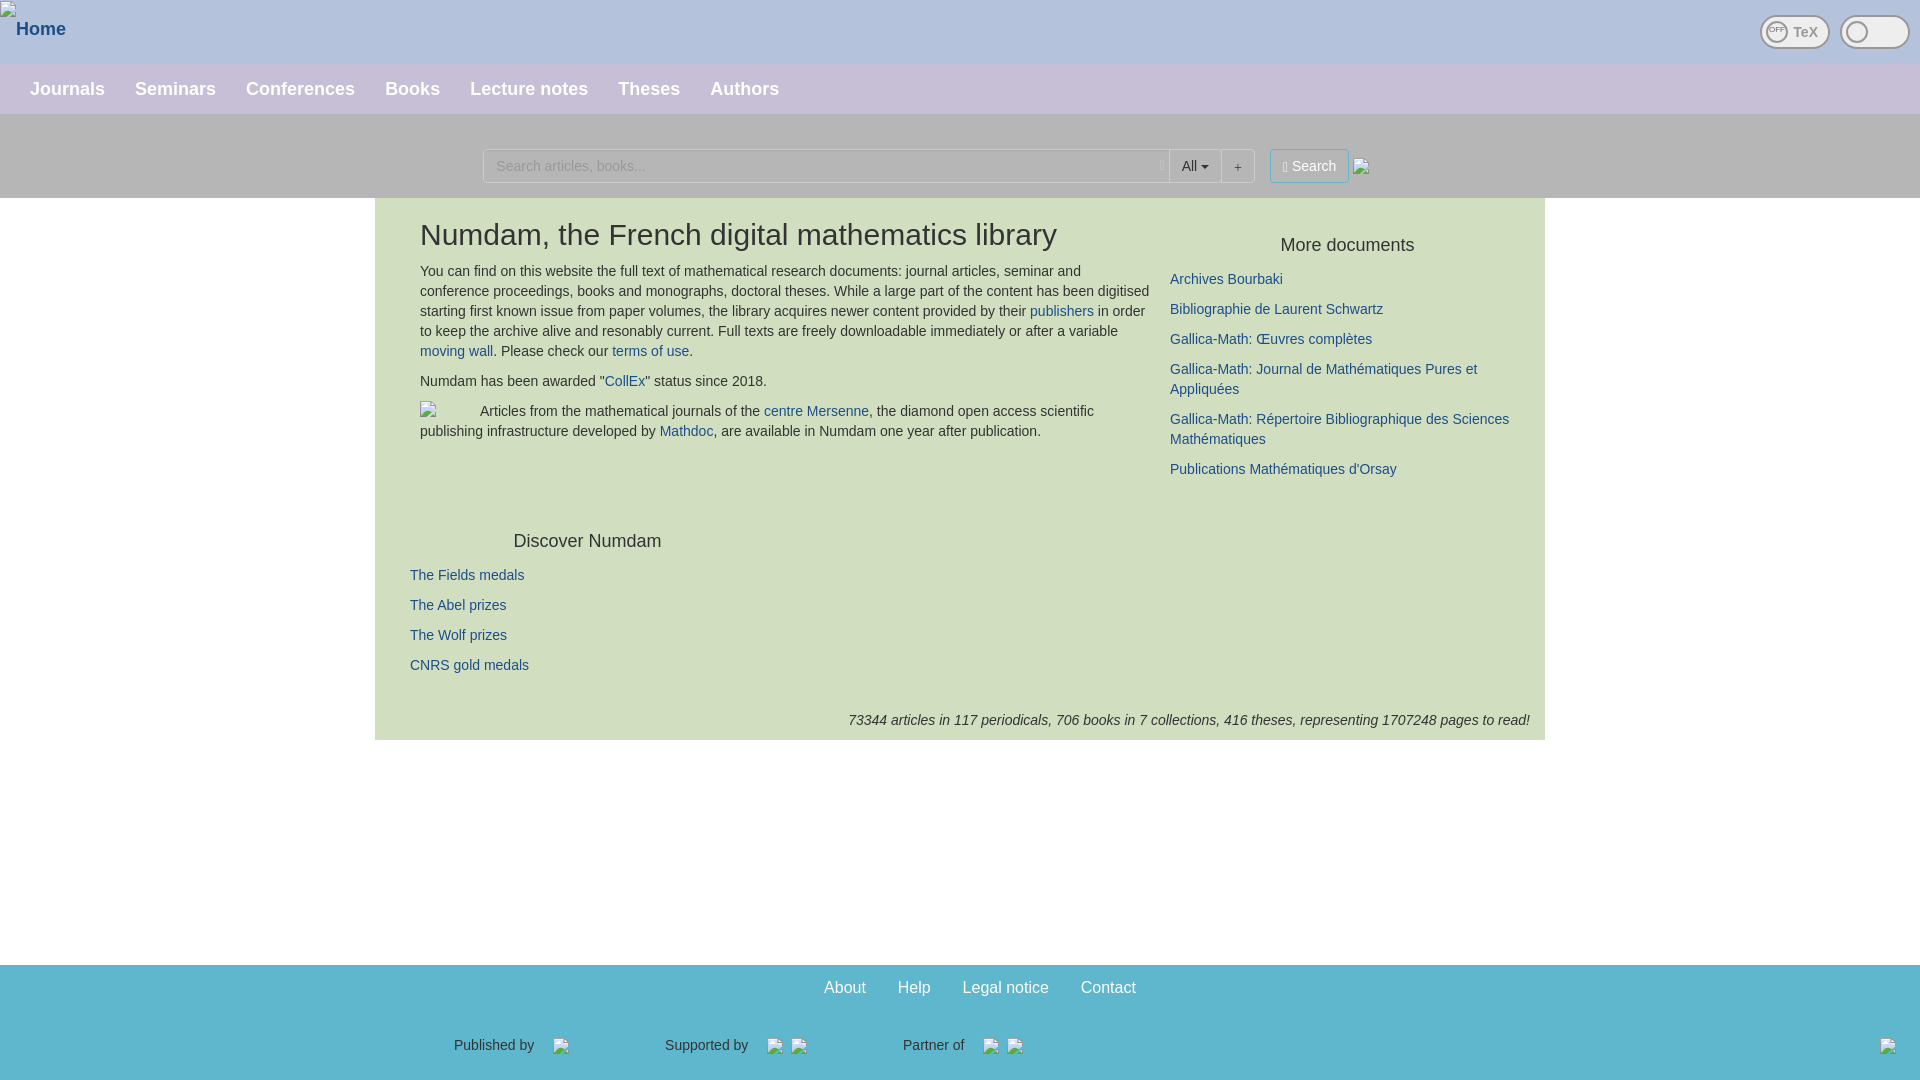 Home
OFF TeX
Journals Seminars Conferences Books Lecture notes Theses Authors
Search articles, books... All + Search
Numdam, the French digital mathematics library
You can find on this website the full text of mathematical research documents: journal articles, seminar and
conference proceedings, books and monographs, doctoral theses. While a large part of the content has been digitised
starting first known issue from paper volumes, the library acquires newer content provided by their publishers in order
to keep the archive alive and resonably current. Full texts are freely downloadable immediately or after a variable
moving wall. Please check our terms of use.
Numdam has been awarded "CollEx" status since 2018.
Articles from the mathematical journals of the centre Mersenne, the diamond open access scientific
publishing infrastructure developed by Mathdoc, are available in Numdam one year after publication.
More documents
Archives Bourbaki
Bibliographie de Laurent Schwartz
Gallica-Math: Œuvres complètes
Gallica-Math: Journal de Mathématiques Pures et
Appliquées
Gallica-Math: Répertoire Bibliographique des Sciences
Mathématiques
Publications Mathématiques d'Orsay
Discover Numdam
The Fields medals
The Abel prizes
The Wolf prizes
CNRS gold medals
73344 articles in 117 periodicals, 706 books in 7 collections, 416 theses, representing 1707248 pages to read!
About Help Legal notice Contact
Published by Supported by Partner of